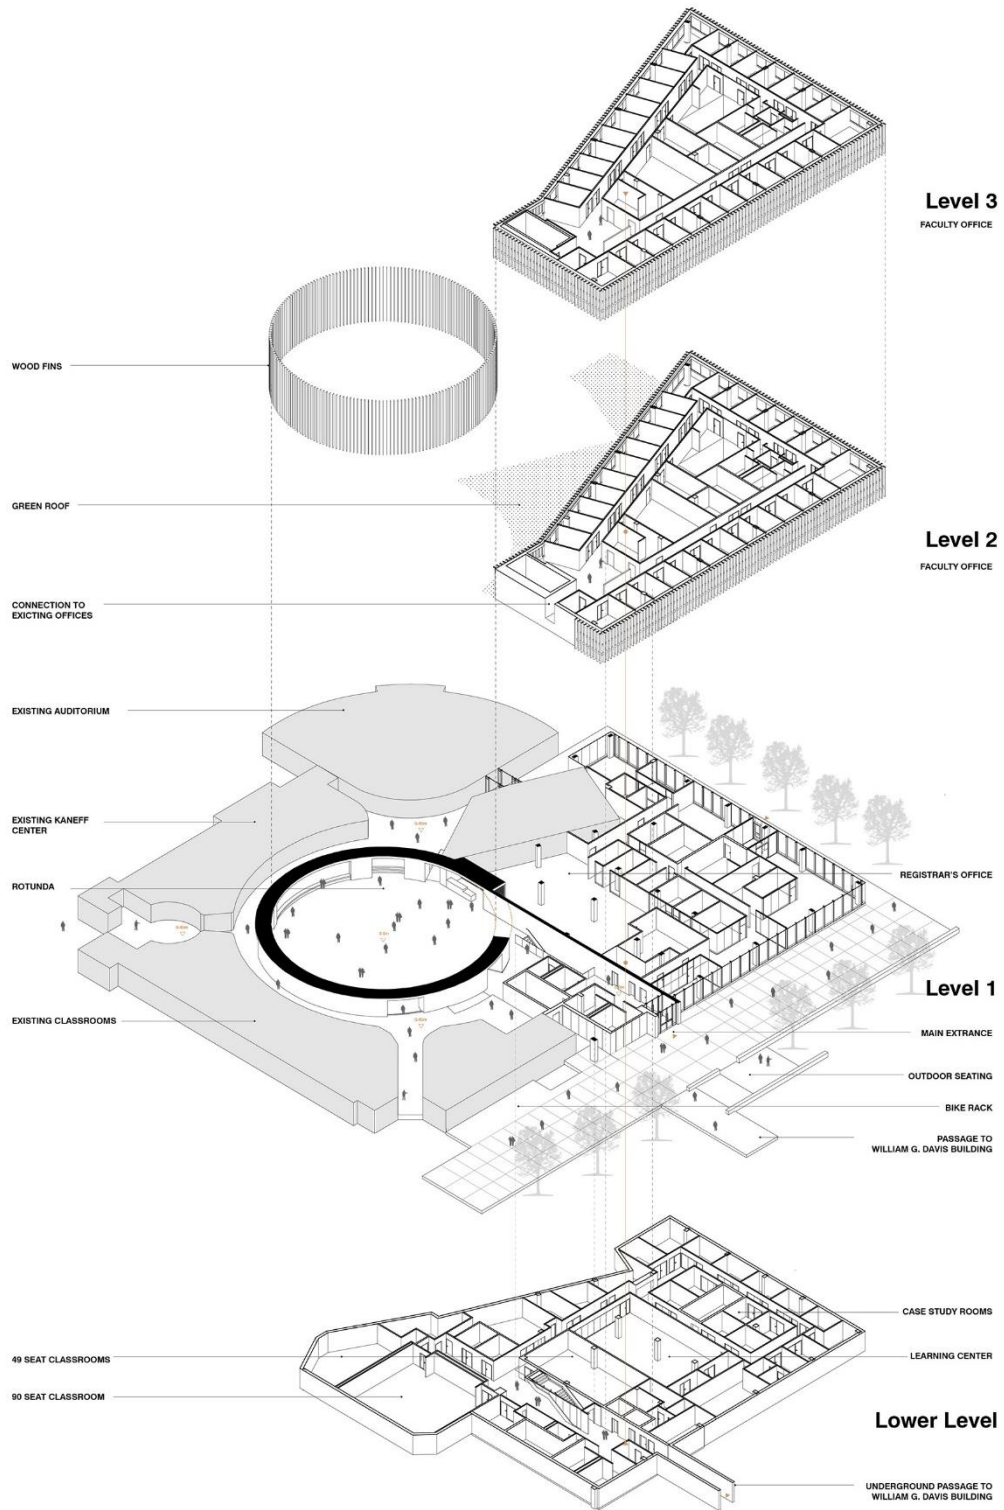 Level 3
FACULTY OFFICE
WOOD FINS
GREEN ROOF
Level 2
FACULTY OFFICE
CONNECTION TO
EXICTING OFFICES
EXISTING AUDITORIUM
EXISTING KANEFF
CENTER
ROTUNDA
REGISTRAR'S OFFICE
Level 1
EXISTING CLASSROOMS
MAIN ENTRANCE
OUTDOOR SEATING
BIKE RACK
PASSAGE TO
WILLIAM G. DAVIS BUILDING
CASE STUDY ROOMS
49 SEAT CLASSROOMS
LEARNING CENTER
90 SEAT CLASSROOM
Lower Level
UNDERGROUND PASSAGE TO
WILLIAM G. DAVIS BUILDING